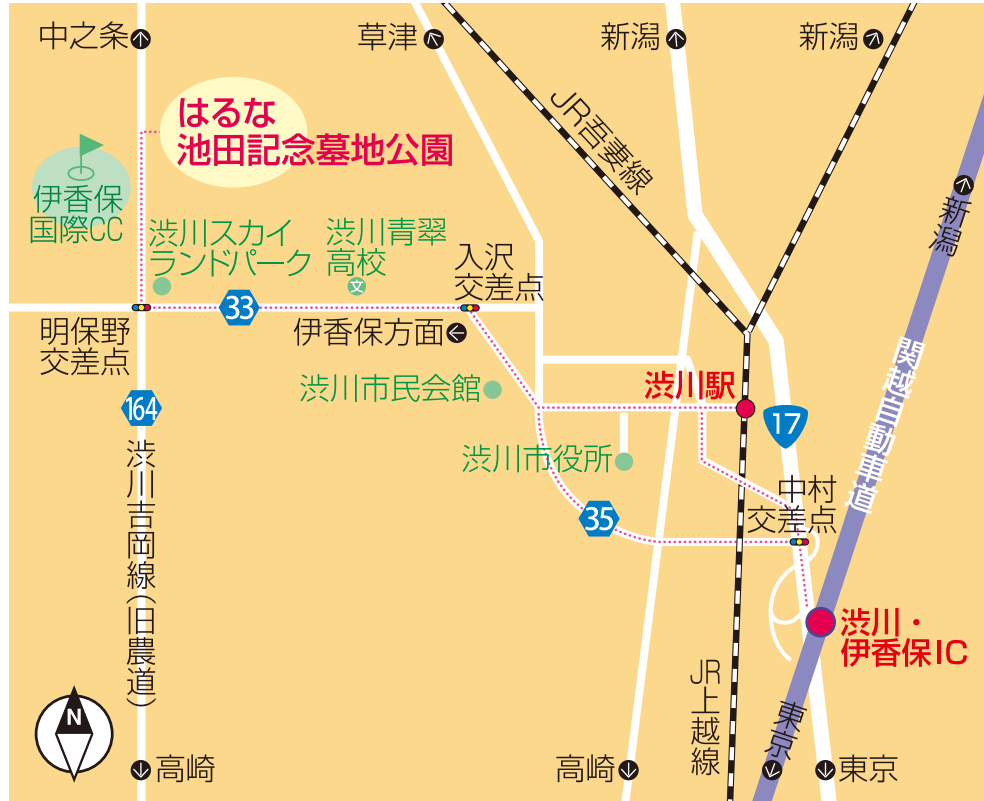 中之条
草津
新潟
新潟
はるな
池田記念墓地公園
JR吾妻線
伊香保
国際CC
新潟
渋川スカイ
ランドパーク
渋川青翠
高校
文
入沢
交差点
33
明保野
交差点
伊香保方面
関越自動車道
渋川市民会館
渋川駅
164
17
渋川市役所
渋川吉岡線(旧農道)
35
中村
交差点
渋川・
伊香保IC
JR上越線
N
東京
高崎
高崎
東京